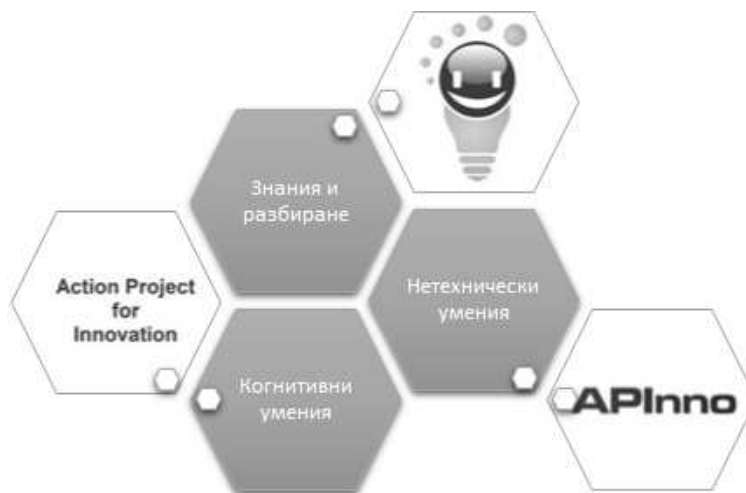 Знания и
разбиране
Action Project
for
Innovation
Нетехнически
умения
Когнитивни
умения
APInno